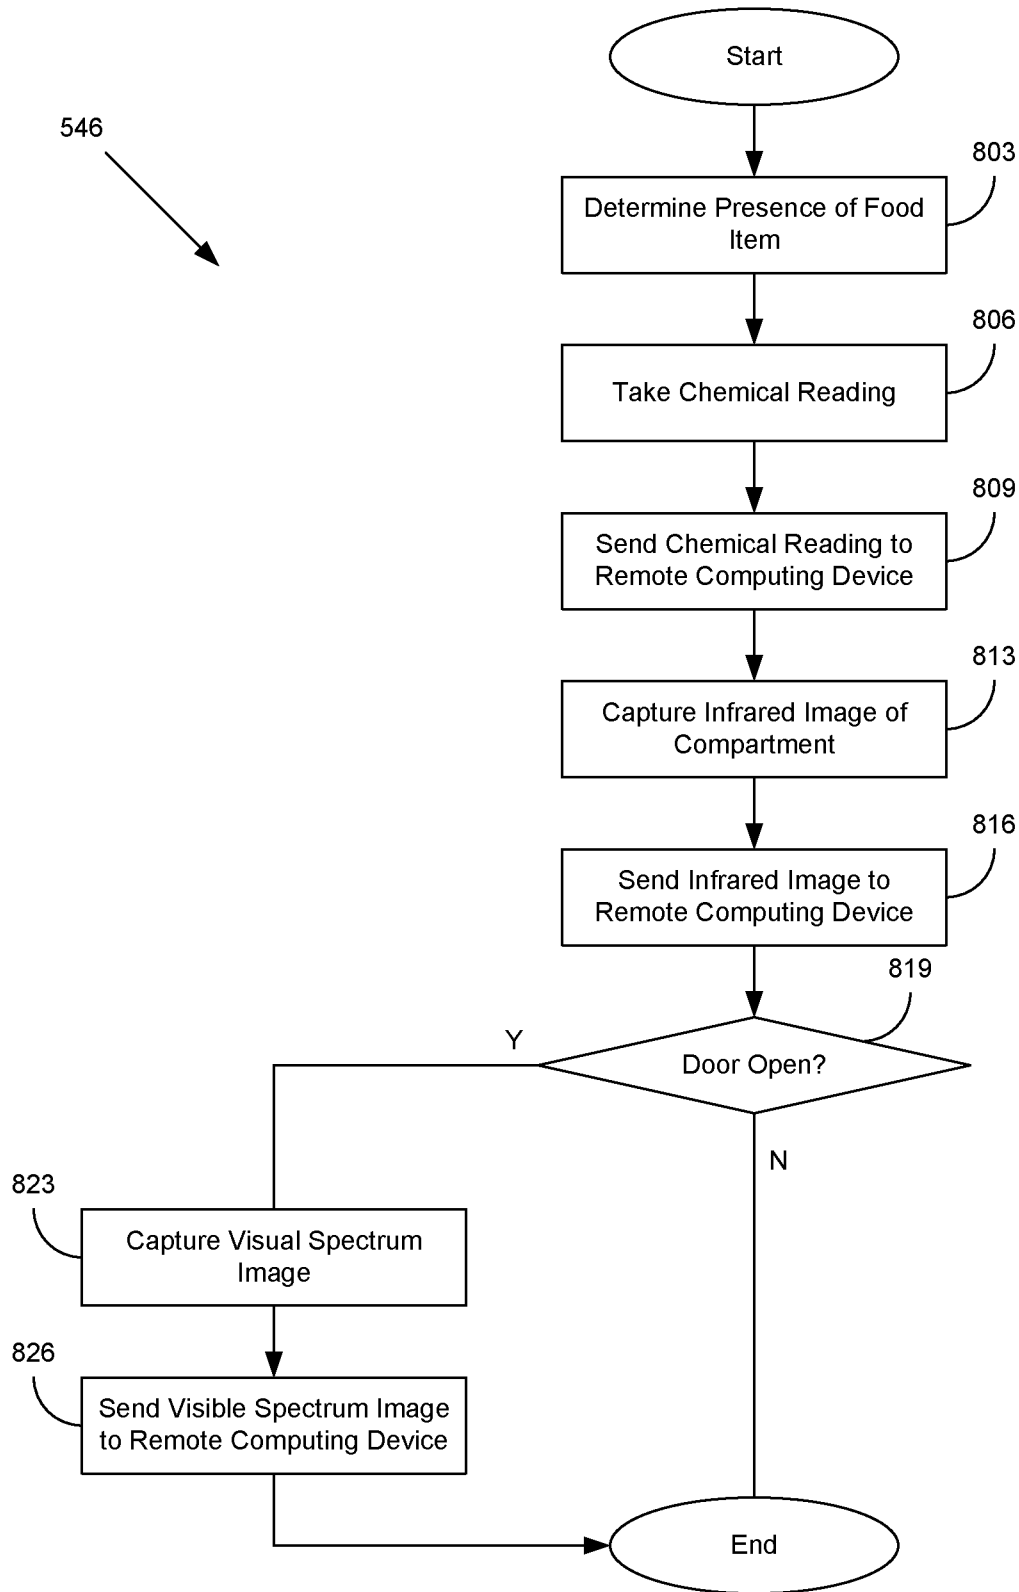 Start
546
803
Determine Presence of Food
Item
806
Take Chemical Reading
809
Send Chemical Reading to
Remote Computing Device
813
Capture Infrared Image of
Compartment
816
Send Infrared Image to
Remote Computing Device
819
Door Open?
Y
N
823
Capture Visual Spectrum
Image
826
Send Visible Spectrum Image
to Remote Computing Device
End